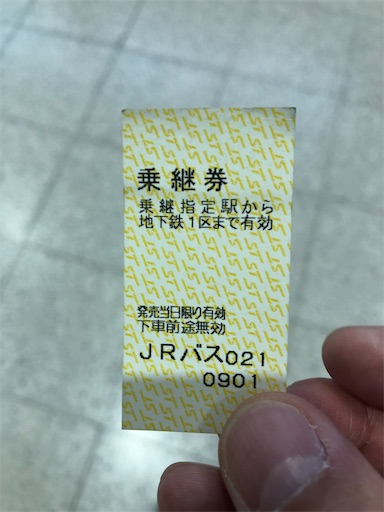 乗継券
乗継指定駅から
地下鉄1区まで有効
発売当日限り有効
下車前途無効
JRバス021
0901